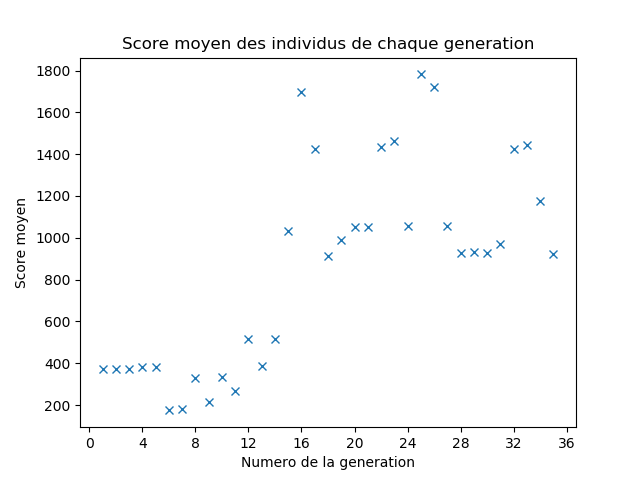 Score moyen des individus de chaque generation
Score moyen
1800
1600
1400
1200
1000
800
600
400
200
0 4 8 12 16 20 24 28 32 36
Numero de la generation